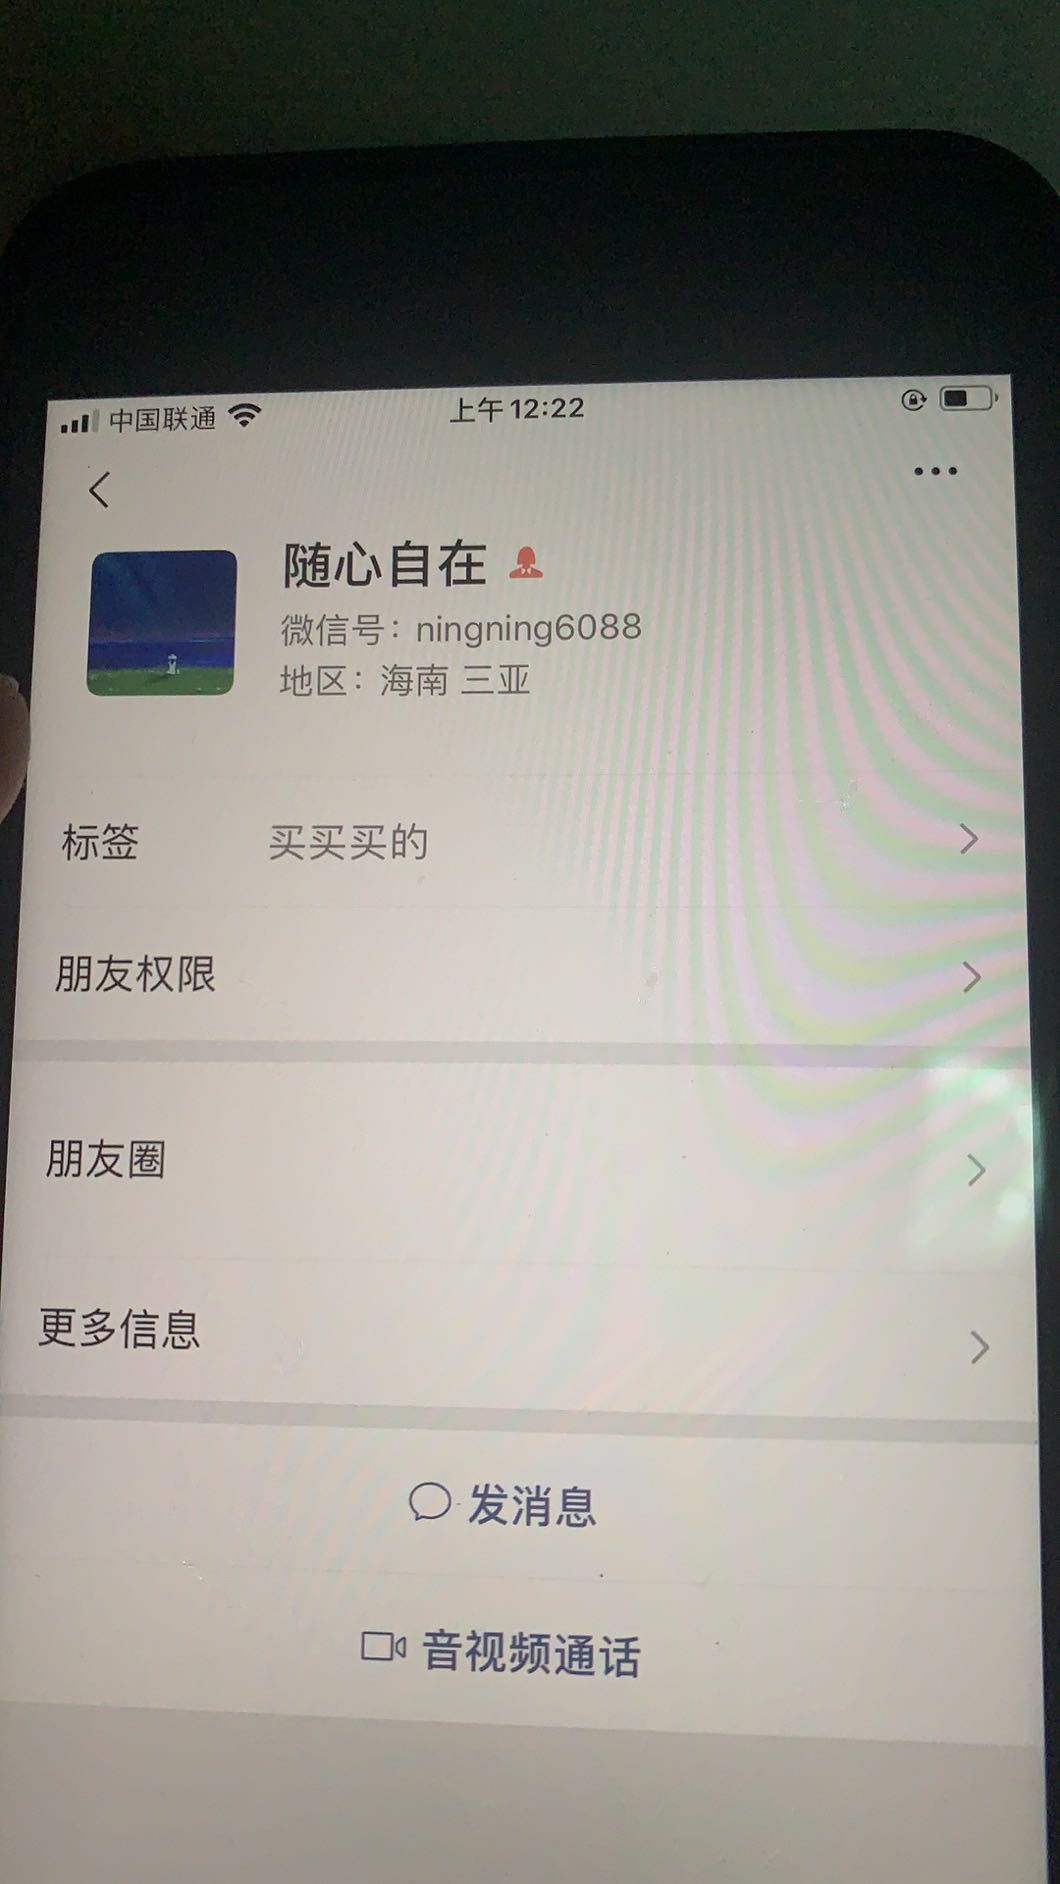 中国联通 上午12:22
随心自在
微信号：ningning6088
地区：海南 三亚
标签 买买买的
朋友权限
朋友圈
更多信息
发消息
音视频通话